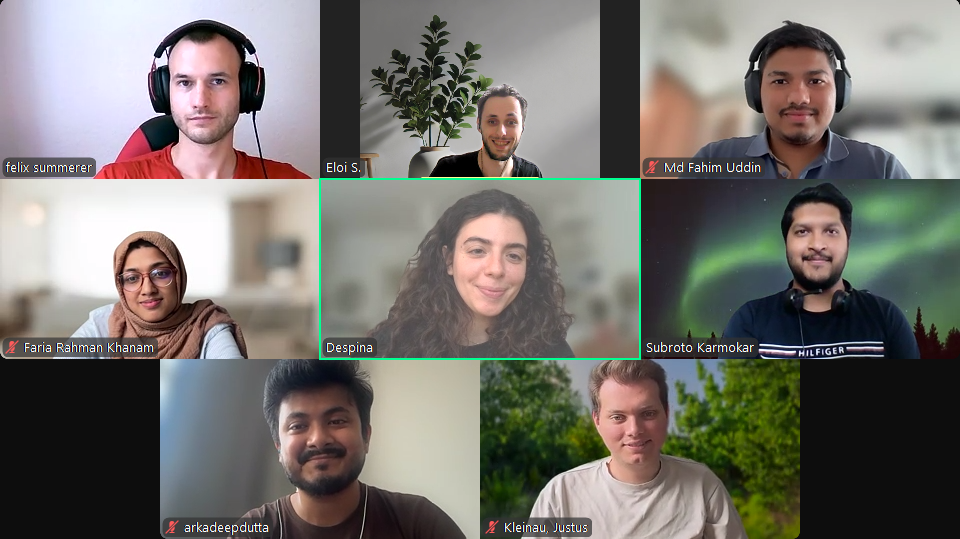 felix summerer
Eloi S.
Md Fahim Uddin
Faria Rahman Khanam
Despina
Subroto Karmokar
HILFIGER
arkadeepdutta
Kleinau, Justus